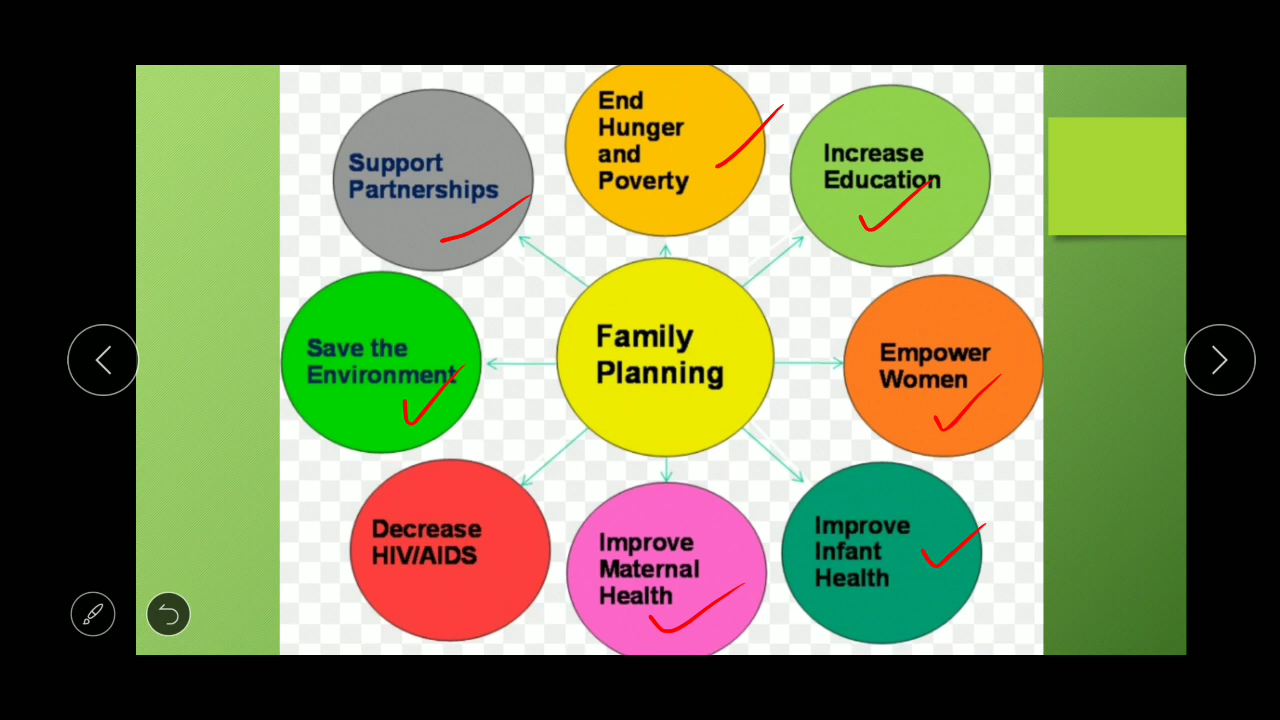 End
Hunger
and
Poverty
Increase
Education
Support
Partnerships
Family
Planning
Save the
Environment
Empower
Women
Decrease
HIV/AIDS
Improve
Maternal
Health
Improve
Infant
Health